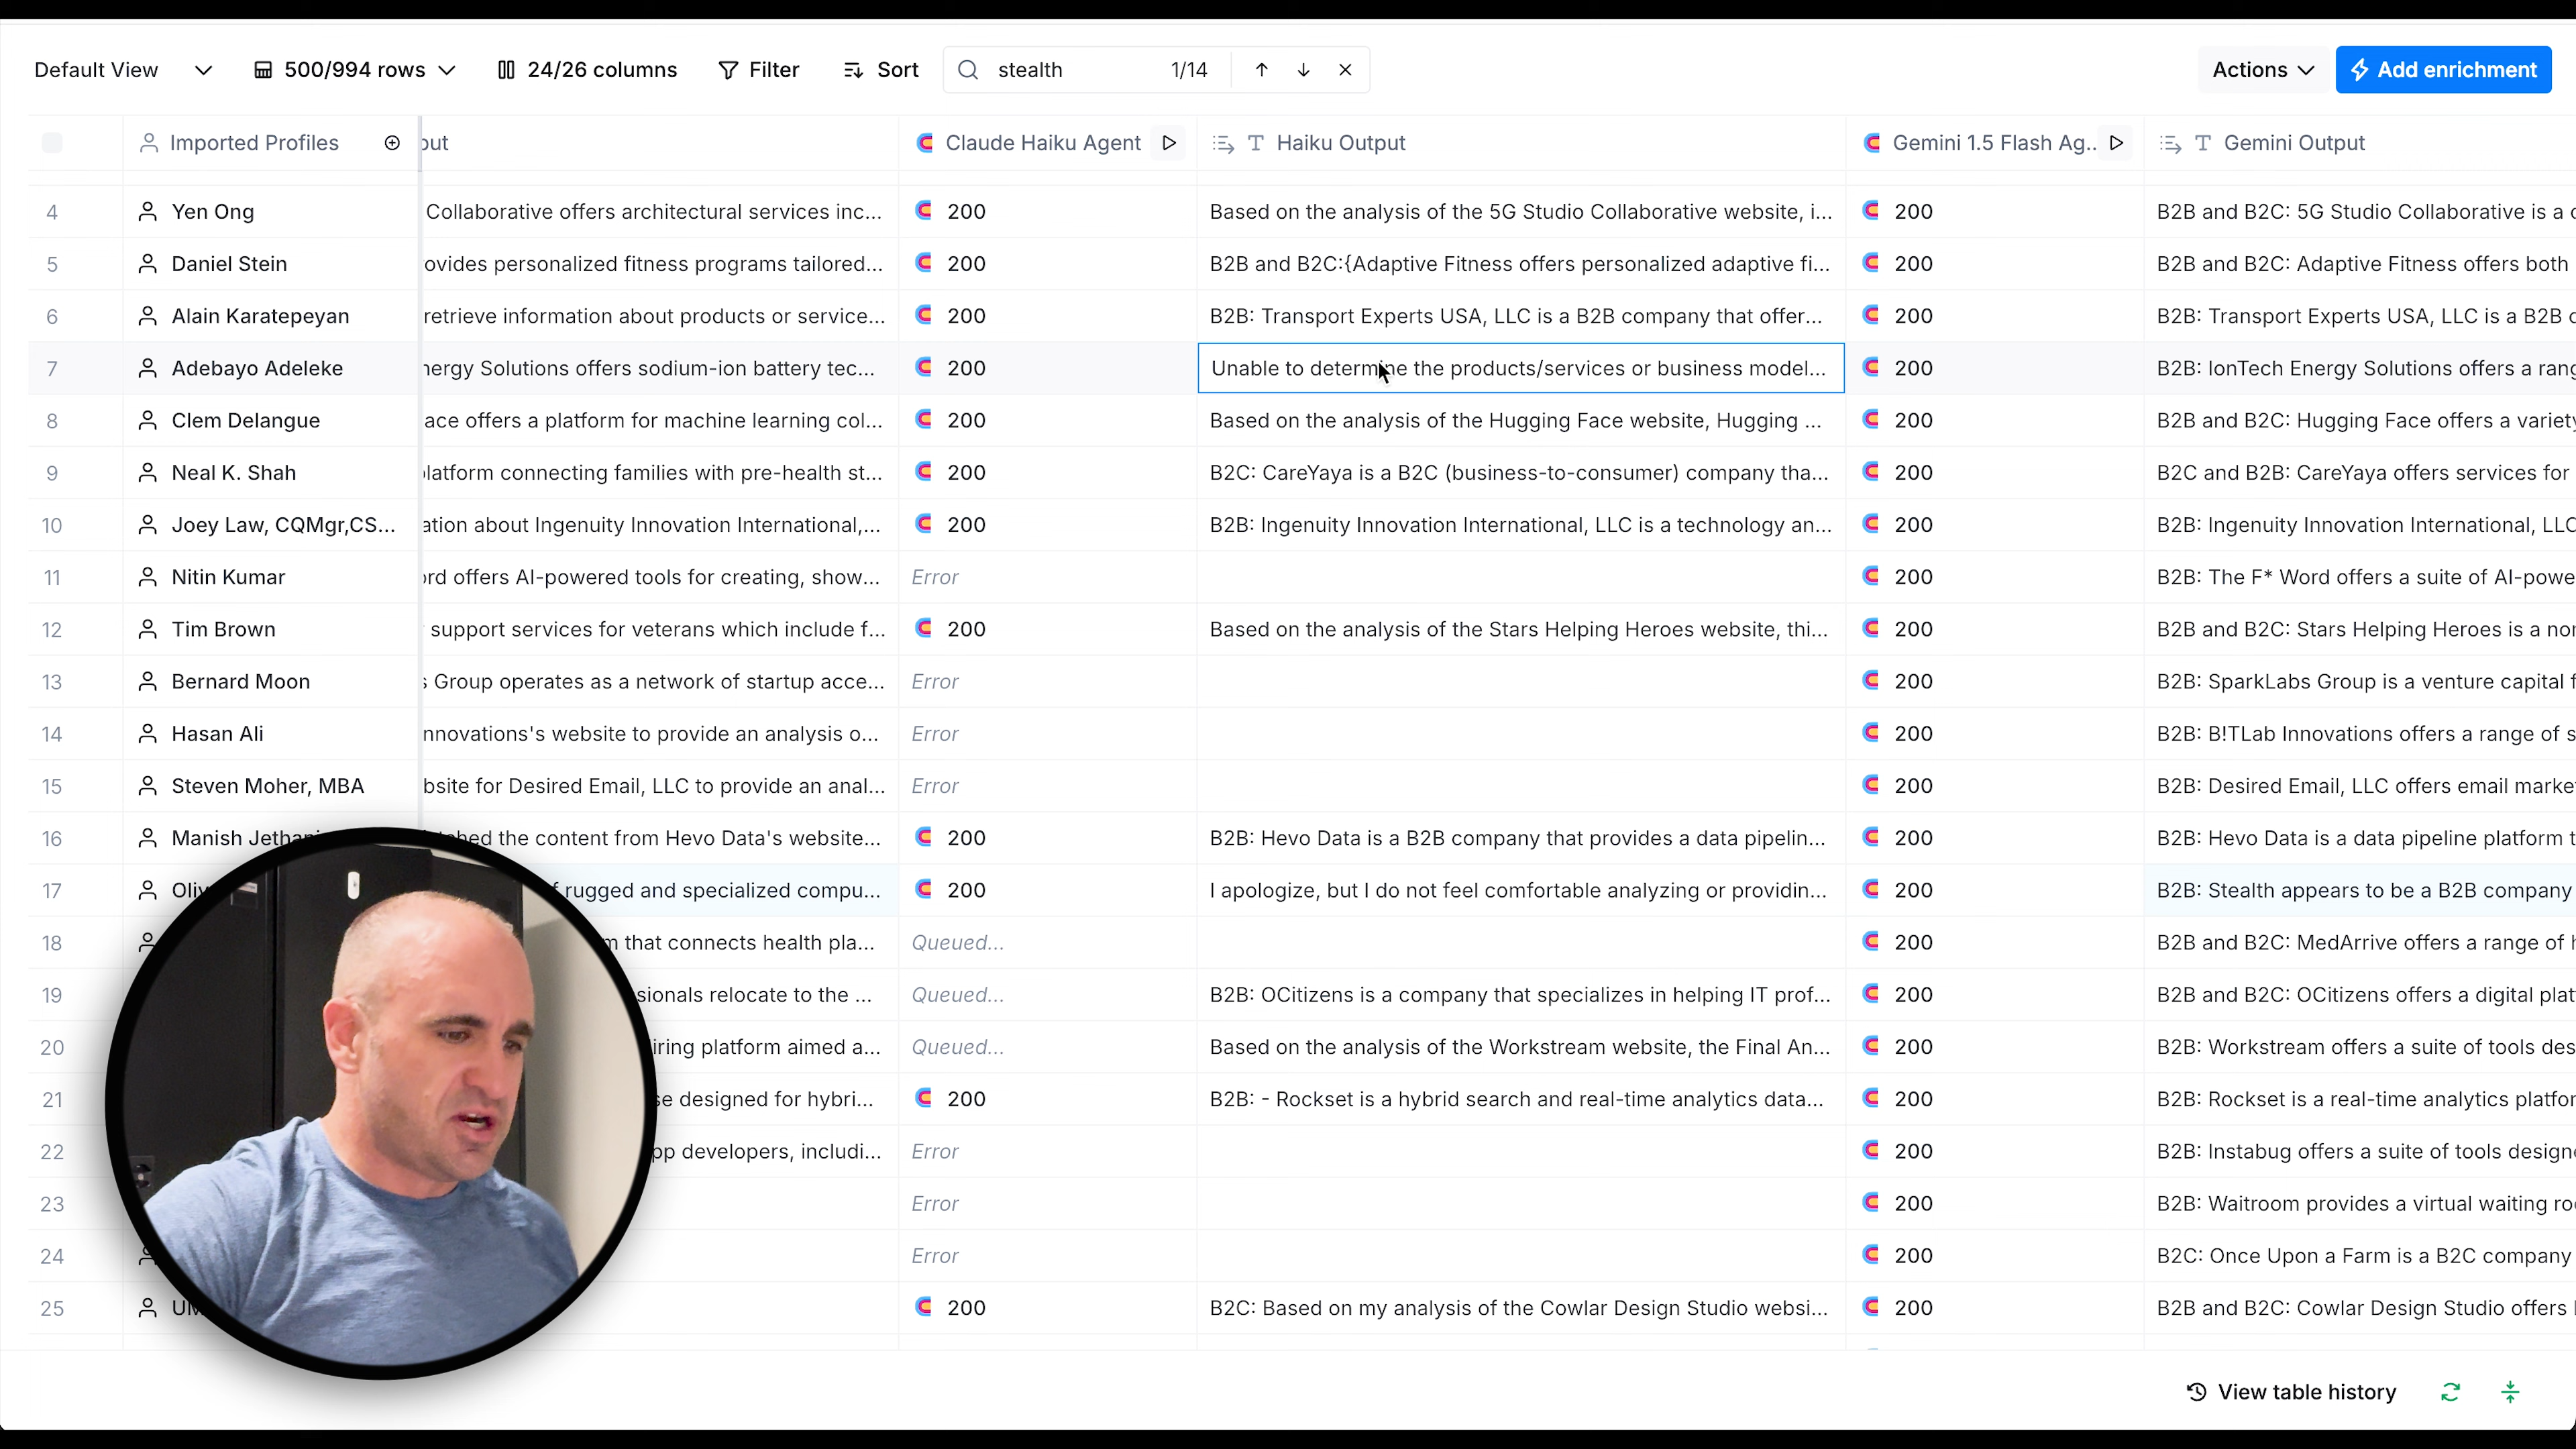 Default View 500/994 rows 24/26 columns Filter Sort stealth 1/14 Actions Add enrichment
Imported Profiles out Claude Haiku Agent Haiku Output Gemini 1.5 Flash Ag.. Gemini Output
4 Yen Ong Collaborative offers architectural services inc... 200 Based on the analysis of the 5G Studio Collaborative website, i... 200 B2B and B2C: 5G Studio Collaborative is a
5 Daniel Stein ovides personalized fitness programs tailored... 200 B2B and B2C:{Adaptive Fitness offers personalized adaptive fi... 200 B2B and B2C: Adaptive Fitness offers both
6 Alain Karatepeyan retrieve information about products or service... 200 B2B: Transport Experts USA, LLC is a B2B company that offer... 200 B2B: Transport Experts USA, LLC is a B2B
7 Adebayo Adeleke nergy Solutions offers sodium-ion battery tec... 200 Unable to determine the products/services or business model... 200 B2B: IonTech Energy Solutions offers a rang
8 Clem Delangue ace offers a platform for machine learning col... 200 Based on the analysis of the Hugging Face website, Hugging ... 200 B2B and B2C: Hugging Face offers a variety
9 Neal K. Shah platform connecting families with pre-health st... 200 B2C: CareYaya is a B2C (business-to-consumer) company tha... 200 B2C and B2B: CareYaya offers services for
10 Joey Law, CQMgr,CS... ation about Ingenuity Innovation International,... 200 B2B: Ingenuity Innovation International, LLC is a technology an... 200 B2B: Ingenuity Innovation International, LLC
11 Nitin Kumar ord offers AI-powered tools for creating, show... Error 200 B2B: The F* Word offers a suite of AI-powe
12 Tim Brown support services for veterans which include f... 200 Based on the analysis of the Stars Helping Heroes website, thi... 200 B2B and B2C: Stars Helping Heroes is a non
13 Bernard Moon s Group operates as a network of startup acce... Error 200 B2B: SparkLabs Group is a venture capital f
14 Hasan Ali nnovations's website to provide an analysis o... Error 200 B2B: B!TLab Innovations offers a range of s
15 Steven Moher, MBA bsite for Desired Email, LLC to provide an anal... Error 200 B2B: Desired Email, LLC offers email marke
16 Manish Jethani ched the content from Hevo Data's website... 200 B2B: Hevo Data is a B2B company that provides a data pipelin... 200 B2B: Hevo Data is a data pipeline platform t
17 Oliv f rugged and specialized compu... 200 I apologize, but I do not feel comfortable analyzing or providin... 200 B2B: Stealth appears to be a B2B company
18 m that connects health pla... Queued... 200 B2B and B2C: MedArrive offers a range of h
19 sionals relocate to the ... Queued... B2B: OCitizens is a company that specializes in helping IT prof... 200 B2B and B2C: OCitizens offers a digital plat
20 iring platform aimed a... Queued... Based on the analysis of the Workstream website, the Final An... 200 B2B: Workstream offers a suite of tools des
21 se designed for hybri... 200 B2B: - Rockset is a hybrid search and real-time analytics data... 200 B2B: Rockset is a real-time analytics platfor
22 pp developers, includi... Error 200 B2B: Instabug offers a suite of tools design
23 Error 200 B2B: Waitroom provides a virtual waiting ro
24 Error 200 B2C: Once Upon a Farm is a B2C company
25 UM 200 B2C: Based on my analysis of the Cowlar Design Studio websi... 200 B2B and B2C: Cowlar Design Studio offers
View table history